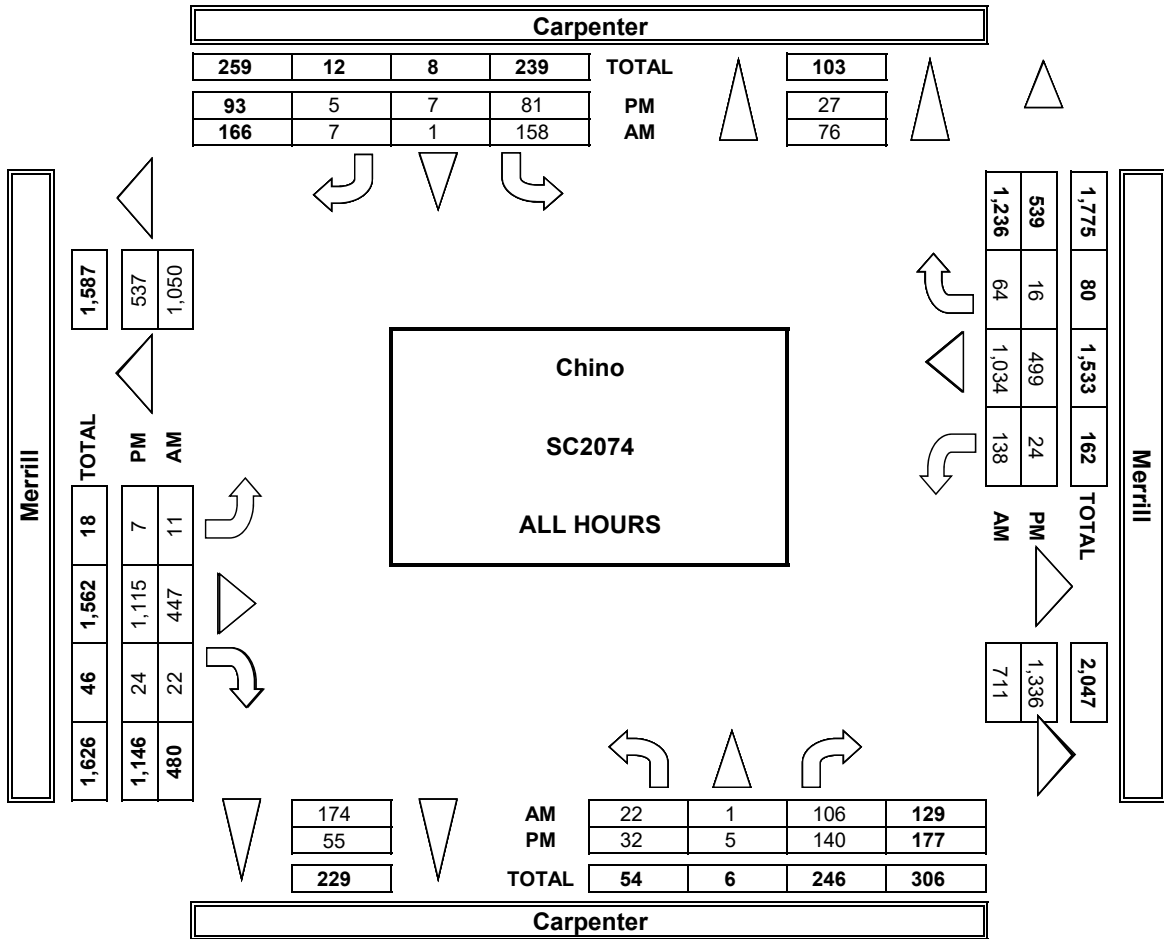 Carpenter
259 12 8 239 TOTAL 103
93 5 7 81 PM 27
166 7 1 158 AM 76
Merrill
1,587
537
1,050
TOTAL
PM
AM
18 7 11
1,562 1,115 447
46 24 22
1,626 1,146 480
Chino
SC2074
ALL HOURS
1,236 539 1,775
64 16 80
1,034 499 1,533
138 24 162
AM PM TOTAL
711 1,336 2,047
Merrill
174 AM 22 1 106 129
55 PM 32 5 140 177
229 TOTAL 54 6 246 306
Carpenter